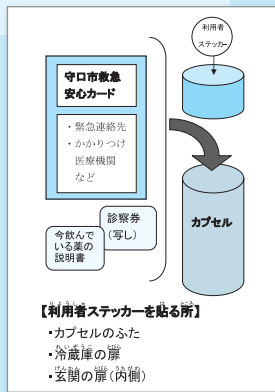 利用者
ステッカー
守口市救急
安心カード
・緊急連絡先
・かかりつけ
医療機関
など
カプセル
診察券
(写し)
今飲んで
いる薬の
説明書
【利用者ステッカーを貼る所】
・カプセルのふた
・冷蔵庫の扉
・玄関の扉(内側)